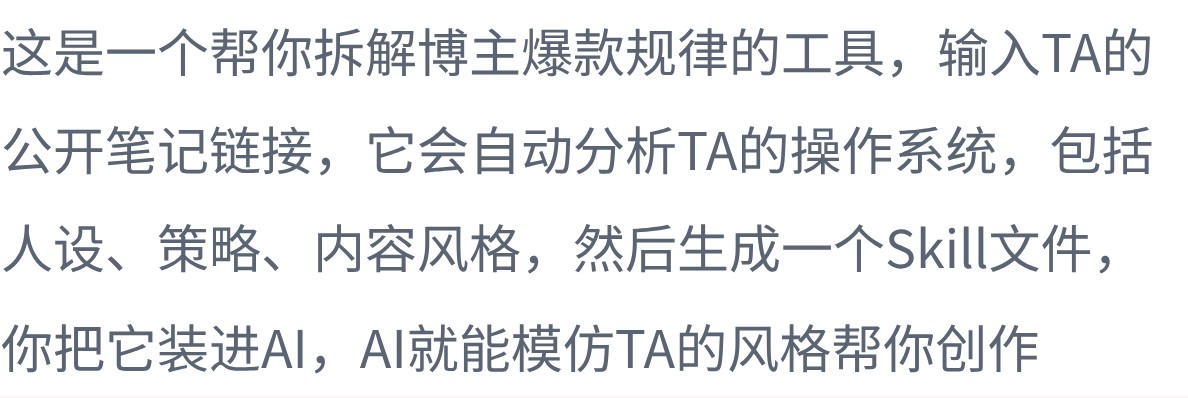 这是一个帮你拆解博主爆款规律的工具，输入TA的
公开笔记链接，它会自动分析TA的操作系统，包括
人设、策略、内容风格，然后生成一个Skill文件，
你把它装进AI，AI就能模仿TA的风格帮你创作